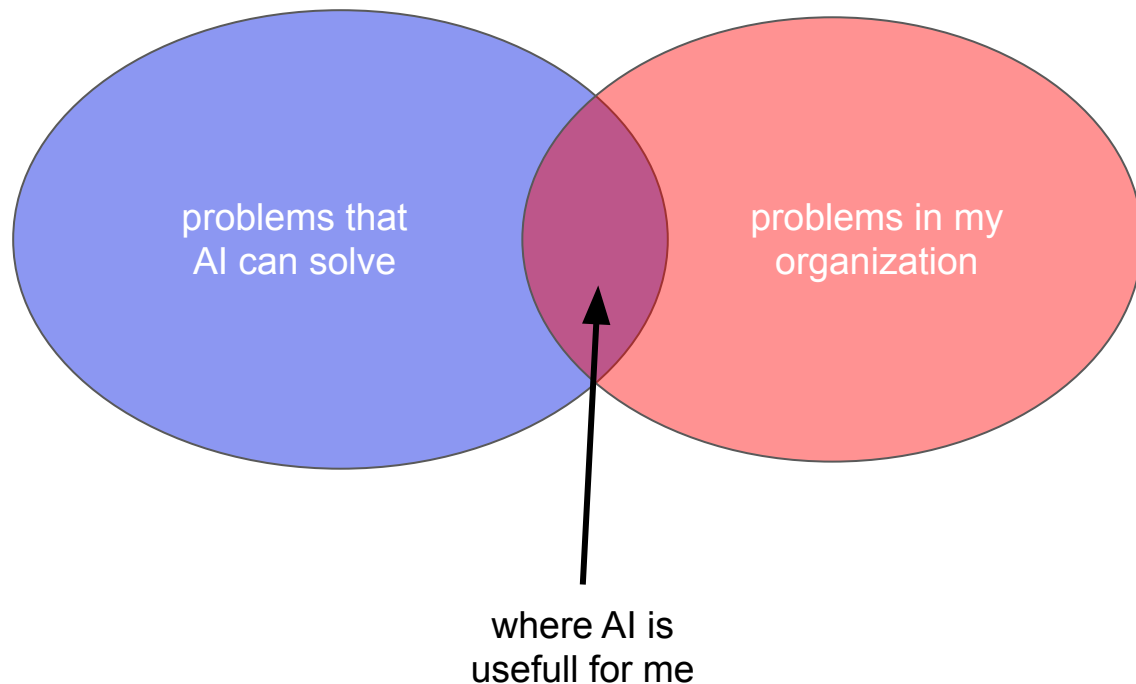 problems that
AI can solve
problems in my
organization
where AI is
usefull for me